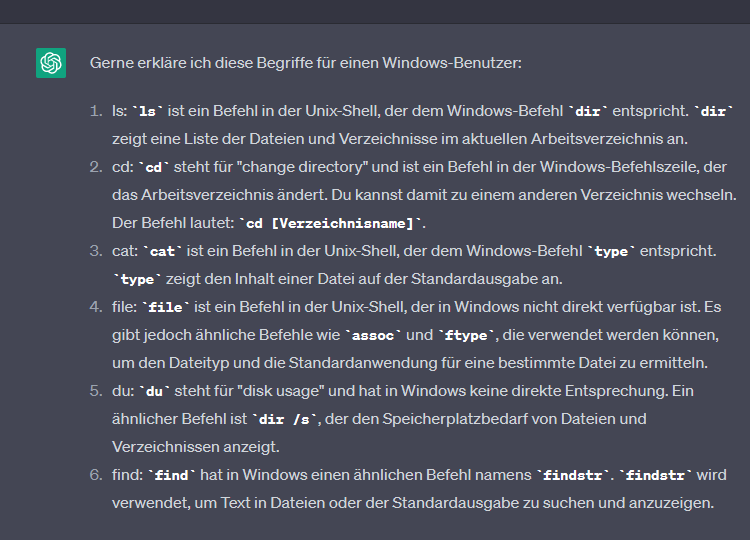 Gerne erkläre ich diese Begriffe für einen Windows-Benutzer:
1. ls: `ls` ist ein Befehl in der Unix-Shell, der dem Windows-Befehl `dir` entspricht. `dir`
zeigt eine Liste der Dateien und Verzeichnisse im aktuellen Arbeitsverzeichnis an.
2. cd: `cd` steht für "change directory" und ist ein Befehl in der Windows-Befehlszeile, der
das Arbeitsverzeichnis ändert. Du kannst damit zu einem anderen Verzeichnis wechseln.
Der Befehl lautet: `cd [Verzeichnisname]`.
3. cat: `cat` ist ein Befehl in der Unix-Shell, der dem Windows-Befehl `type` entspricht.
`type` zeigt den Inhalt einer Datei auf der Standardausgabe an.
4. file: `file` ist ein Befehl in der Unix-Shell, der in Windows nicht direkt verfügbar ist. Es
gibt jedoch ähnliche Befehle wie `assoc` und `ftype`, die verwendet werden können,
um den Dateityp und die Standardanwendung für eine bestimmte Datei zu ermitteln.
5. du: `du` steht für "disk usage" und hat in Windows keine direkte Entsprechung. Ein
ähnlicher Befehl ist `dir /s`, der den Speicherplatzbedarf von Dateien und
Verzeichnissen anzeigt.
6. find: `find` hat in Windows einen ähnlichen Befehl namens `findstr`. `findstr` wird
verwendet, um Text in Dateien oder der Standardausgabe zu suchen und anzuzeigen.